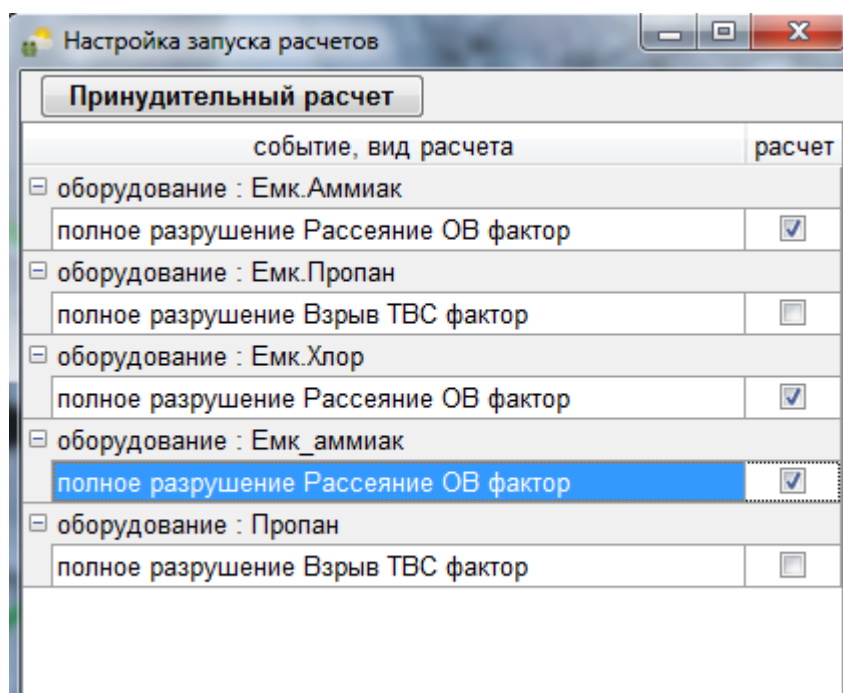 Настройка запуска расчетов
Принудительный расчет
событие, вид расчета расчет
оборудование : Емк.Аммиак
полное разрушение Рассеяние ОВ фактор
оборудование : Емк.Пропан
полное разрушение Взрыв ТВС фактор
оборудование : Емк.Хлор
полное разрушение Рассеяние ОВ фактор
оборудование : Емк_аммиак
полное разрушение Рассеяние ОВ фактор
оборудование : Пропан
полное разрушение Взрыв ТВС фактор